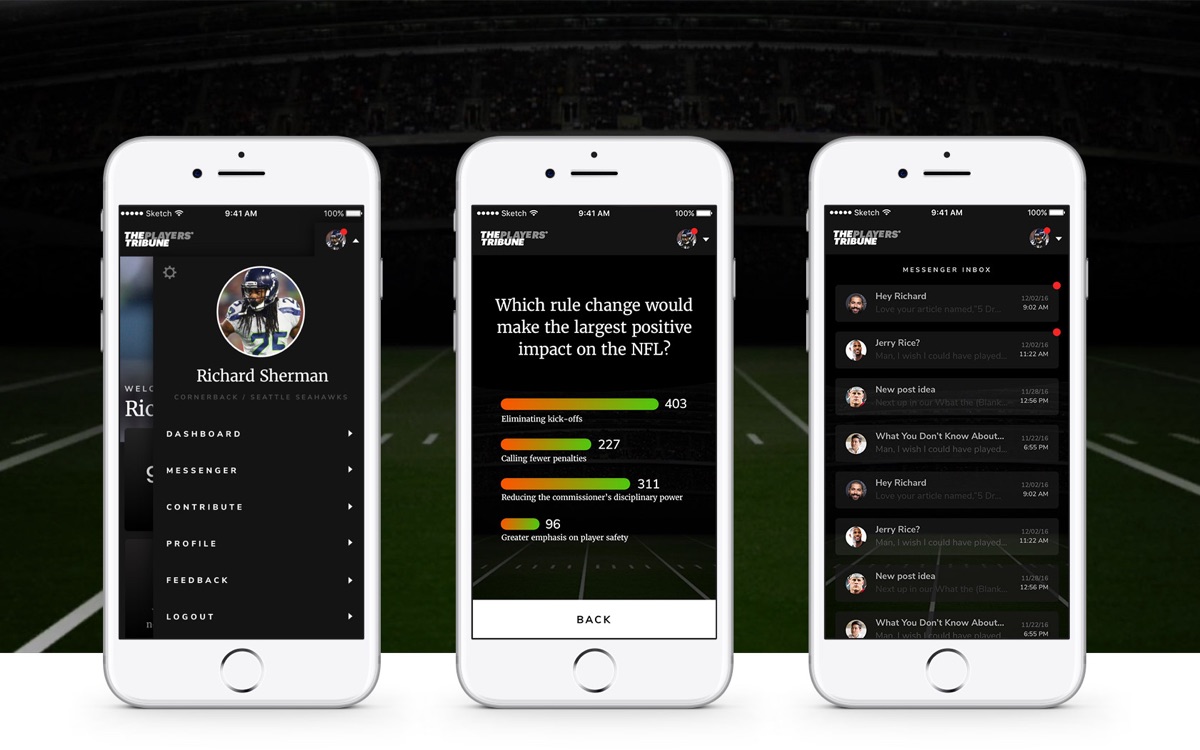 Sketch
9:41 AM
100%
THEPLAYERS'
TRIBUNE
WELC
Ric
Richard Sherman
CORNERBACK / SEATTLE SEAHAWKS
DASHBOARD
MESSENGER
CONTRIBUTE
PROFILE
FEEDBACK
LOGOUT
Sketch
9:41 AM
100%
THEPLAYERS'
TRIBUNE
Which rule change would
make the largest positive
impact on the NFL?
403
Eliminating kick-offs
227
Calling fewer penalties
311
Reducing the commissioner's disciplinary power
96
Greater emphasis on player safety
BACK
Sketch
9:41 AM
100%
THEPLAYERS'
TRIBUNE
MESSENGER INBOX
Hey Richard
12/02/16
Love your article named,"5 Dr...
9:02 AM
Jerry Rice?
12/02/16
Man, I wish I could have played...
11:22 AM
New post idea
11/28/16
Next up in our What the (Blank...
12:56 PM
What You Don't Know About...
11/22/16
Man, I wish I could have played...
6:55 PM
Hey Richard
12/02/16
Love your article named,"5 Dr...
9:02 AM
Jerry Rice?
12/02/16
Man, I wish I could have played...
11:22 AM
New post idea
11/28/16
Next up in our What the (Blank...
12:56 PM
What You Don't Know About...
11/22/16
Man, I wish I could have played...
6:55 PM